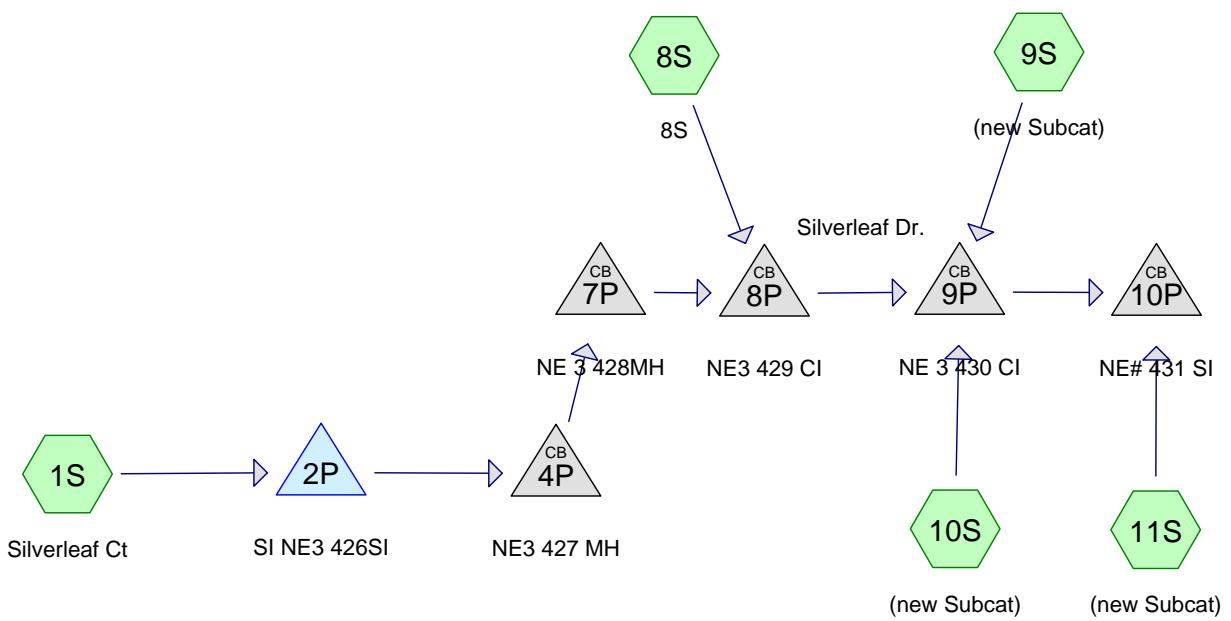 8S
8S
9S
(new Subcat)
Silverleaf Dr.
CB
7P
NE 3 428MH
CB
8P
NE3 429 CI
CB
9P
NE 3 430 CI
CB
10P
NE# 431 SI
1S
Silverleaf Ct
2P
SI NE3 426SI
CB
4P
NE3 427 MH
10S
(new Subcat)
11S
(new Subcat)